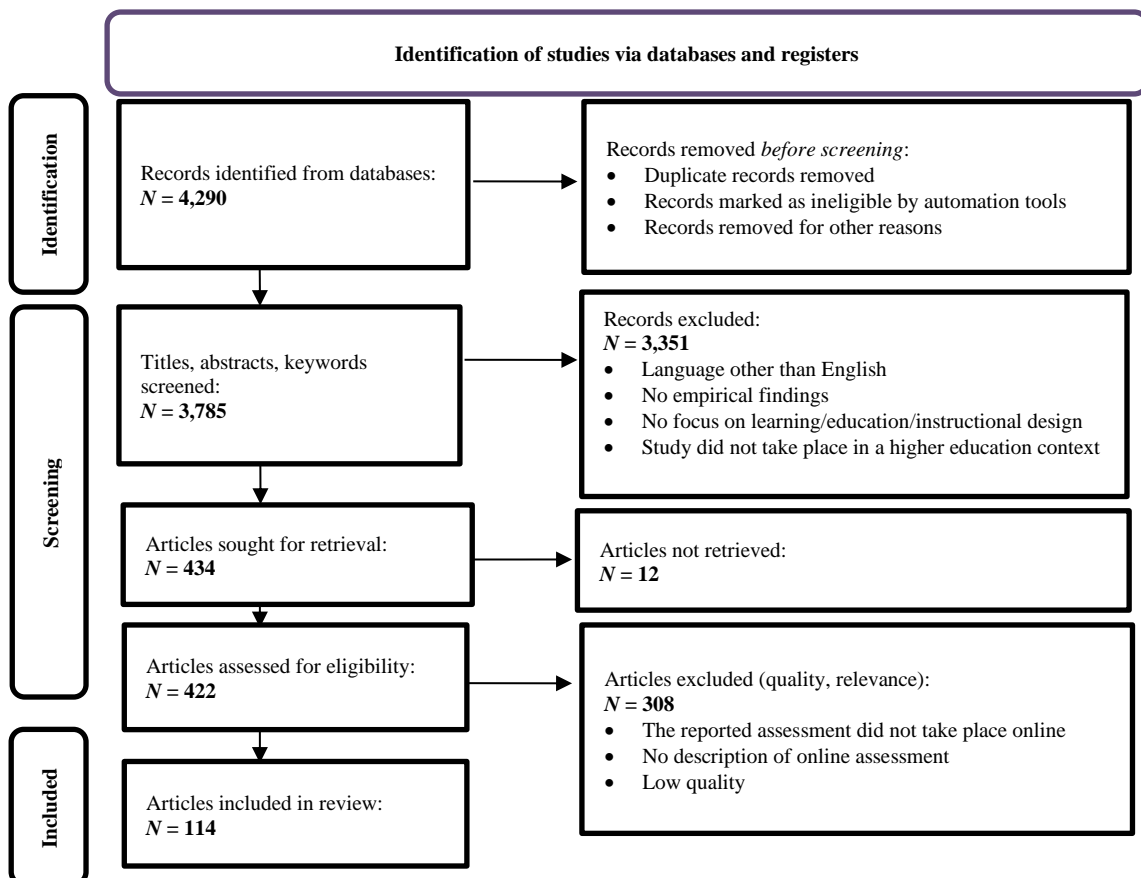 Identification of studies via databases and registers
Identification
Records identified from databases:
N = 4,290
Records removed before screening:
• Duplicate records removed
• Records marked as ineligible by automation tools
• Records removed for other reasons
Screening
Titles, abstracts, keywords
screened:
N = 3,785
Records excluded:
N = 3,351
• Language other than English
• No empirical findings
• No focus on learning/education/instructional design
• Study did not take place in a higher education context
Articles sought for retrieval:
N = 434
Articles not retrieved:
N = 12
Articles assessed for eligibility:
N = 422
Articles excluded (quality, relevance):
N = 308
• The reported assessment did not take place online
• No description of online assessment
• Low quality
Included
Articles included in review:
N = 114